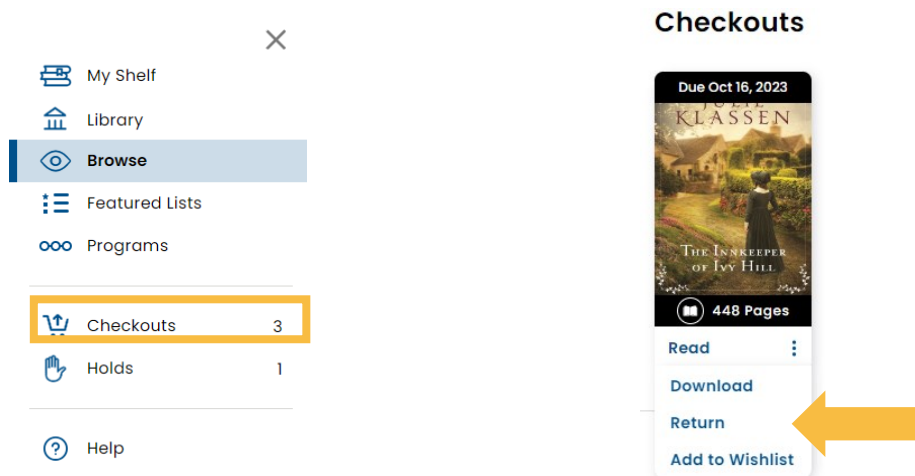 My Shelf
Library
Browse
Featured Lists
Programs
Checkouts 3
Holds 1
Help
Checkouts
Due Oct 16, 2023
JULIE
KLASSEN
THE INNKEEPER
OF IVY HILL
448 Pages
Read
Download
Return
Add to Wishlist